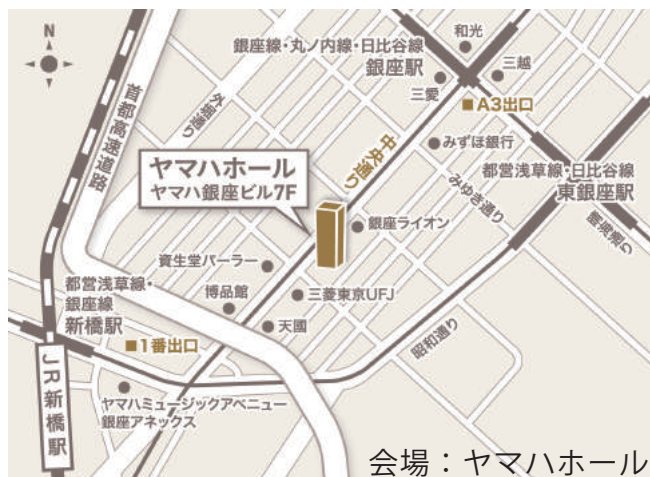 N
首都高速道路
外堀通り
銀座線・丸ノ内線・日比谷線
銀座駅
和光
三越
三愛
■A3出口
中央通り
みずほ銀行
みゆき通り
都営浅草線・日比谷線
東銀座駅
晴海通り
ヤマハホール
ヤマハ銀座ビル7F
銀座ライオン
資生堂パーラー
博品館
三菱東京UFJ
天國
昭和通り
都営浅草線・
銀座線
新橋駅
■1番出口
JR新橋駅
ヤマハミュージックアベニュー
銀座アネックス
会場：ヤマハホール